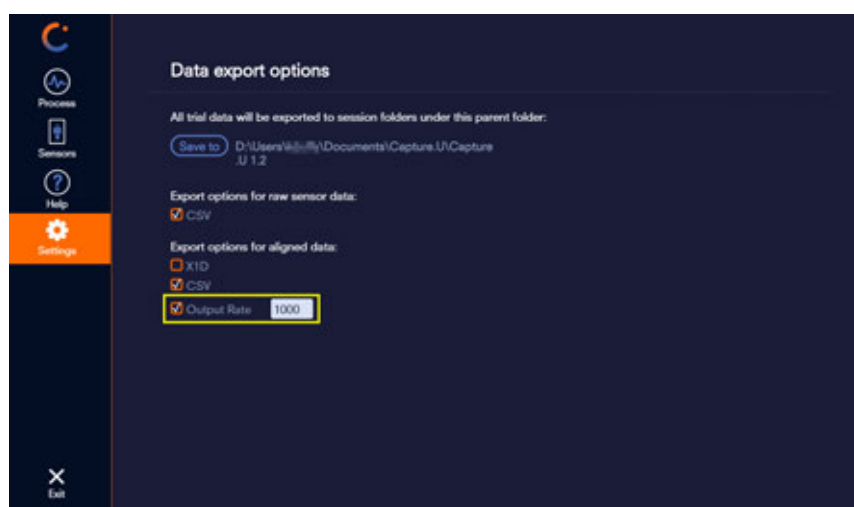 Data export options
Process
Sensors
Help
Settings
Exit
All trial data will be exported to session folders under this parent folder:
Save to
D:\Users\ \Documents\Capture.U\Capture
.U 1.2
Export options for raw sensor data:
CSV
Export options for aligned data:
X1D
CSV
Output Rate 1000